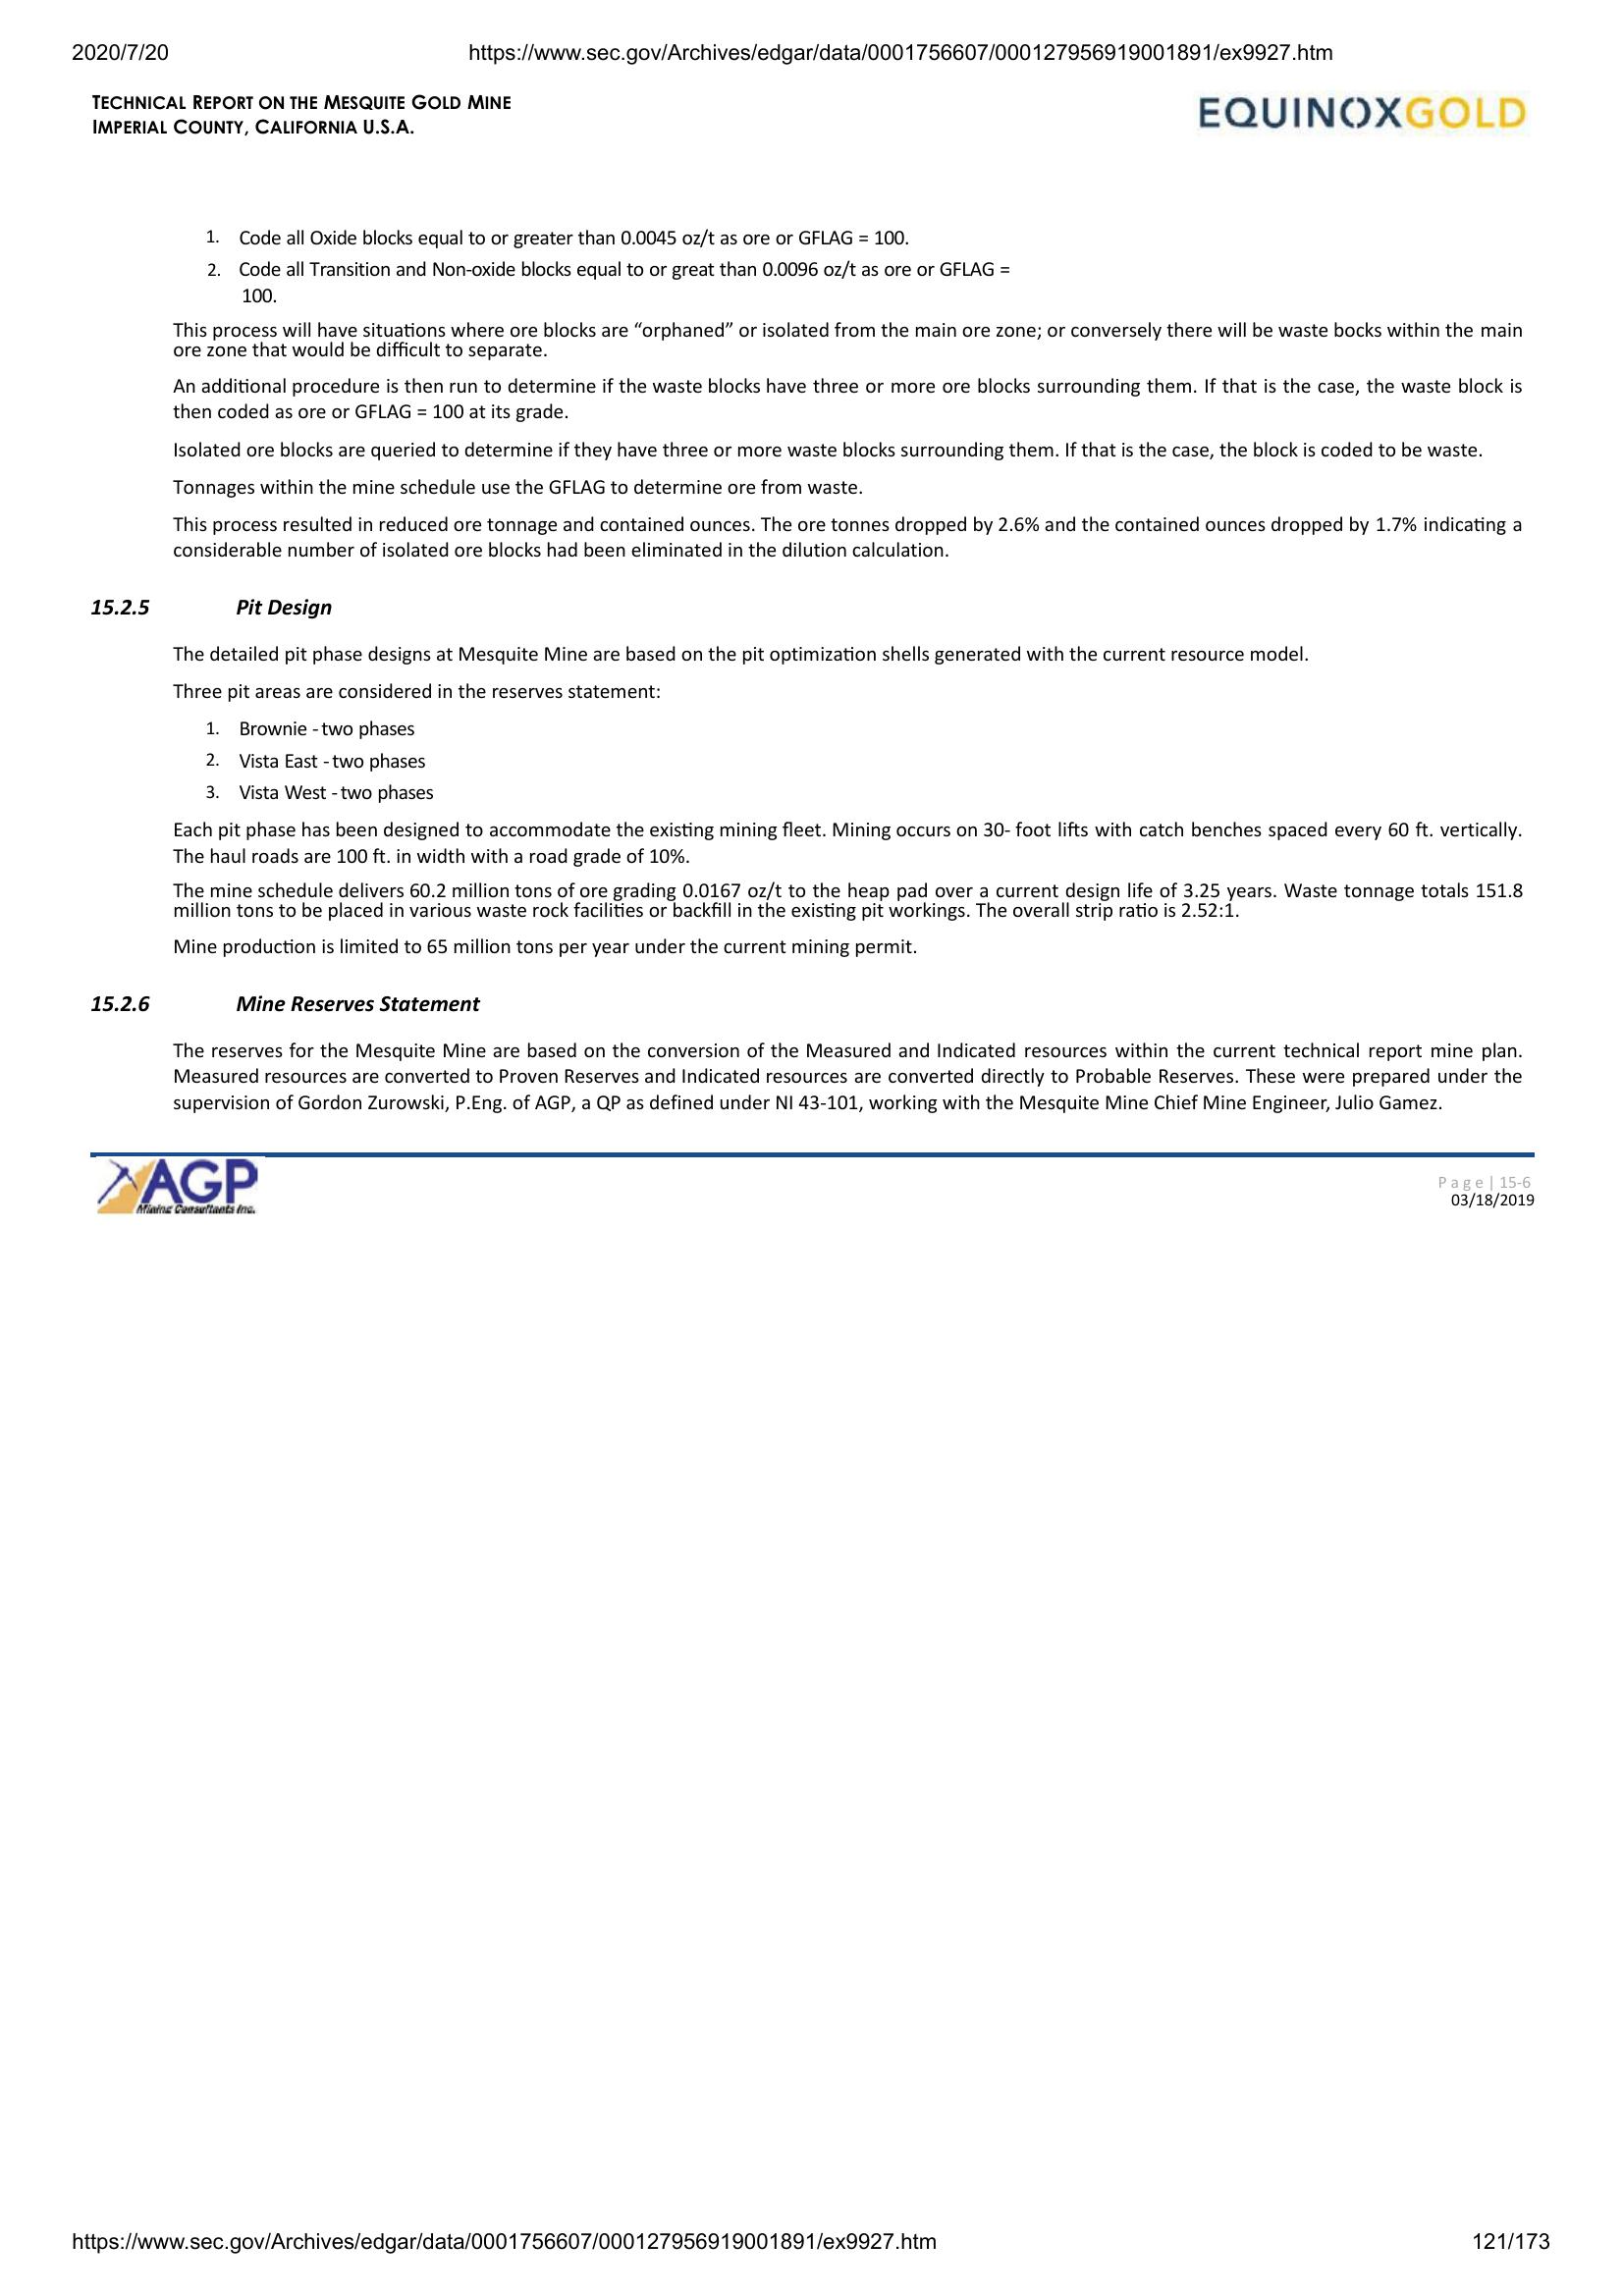 2020/7/20 https://www.sec.gov/Archives/edgar/data/0001756607/000127956919001891/ex9927.htm
TECHNICAL REPORT ON THE MESQUITE GOLD MINE
IMPERIAL COUNTY, CALIFORNIA U.S.A.
EQUINOXGOLD
1. Code all Oxide blocks equal to or greater than 0.0045 oz/t as ore or GFLAG = 100.
2. Code all Transition and Non-oxide blocks equal to or great than 0.0096 oz/t as ore or GFLAG =
100.
This process will have situations where ore blocks are “orphaned” or isolated from the main ore zone; or conversely there will be waste bocks within the main
ore zone that would be difficult to separate.
An additional procedure is then run to determine if the waste blocks have three or more ore blocks surrounding them. If that is the case, the waste block is
then coded as ore or GFLAG = 100 at its grade.
Isolated ore blocks are queried to determine if they have three or more waste blocks surrounding them. If that is the case, the block is coded to be waste.
Tonnages within the mine schedule use the GFLAG to determine ore from waste.
This process resulted in reduced ore tonnage and contained ounces. The ore tonnes dropped by 2.6% and the contained ounces dropped by 1.7% indicating a
considerable number of isolated ore blocks had been eliminated in the dilution calculation.
15.2.5 Pit Design
The detailed pit phase designs at Mesquite Mine are based on the pit optimization shells generated with the current resource model.
Three pit areas are considered in the reserves statement:
1. Brownie - two phases
2. Vista East - two phases
3. Vista West - two phases
Each pit phase has been designed to accommodate the existing mining fleet. Mining occurs on 30- foot lifts with catch benches spaced every 60 ft. vertically.
The haul roads are 100 ft. in width with a road grade of 10%.
The mine schedule delivers 60.2 million tons of ore grading 0.0167 oz/t to the heap pad over a current design life of 3.25 years. Waste tonnage totals 151.8
million tons to be placed in various waste rock facilities or backfill in the existing pit workings. The overall strip ratio is 2.52:1.
Mine production is limited to 65 million tons per year under the current mining permit.
15.2.6 Mine Reserves Statement
The reserves for the Mesquite Mine are based on the conversion of the Measured and Indicated resources within the current technical report mine plan.
Measured resources are converted to Proven Reserves and Indicated resources are converted directly to Probable Reserves. These were prepared under the
supervision of Gordon Zurowski, P.Eng. of AGP, a QP as defined under NI 43-101, working with the Mesquite Mine Chief Mine Engineer, Julio Gamez.
AGP
Mining Consultants Inc.
Page | 15-6
03/18/2019
https://www.sec.gov/Archives/edgar/data/0001756607/000127956919001891/ex9927.htm 121/173